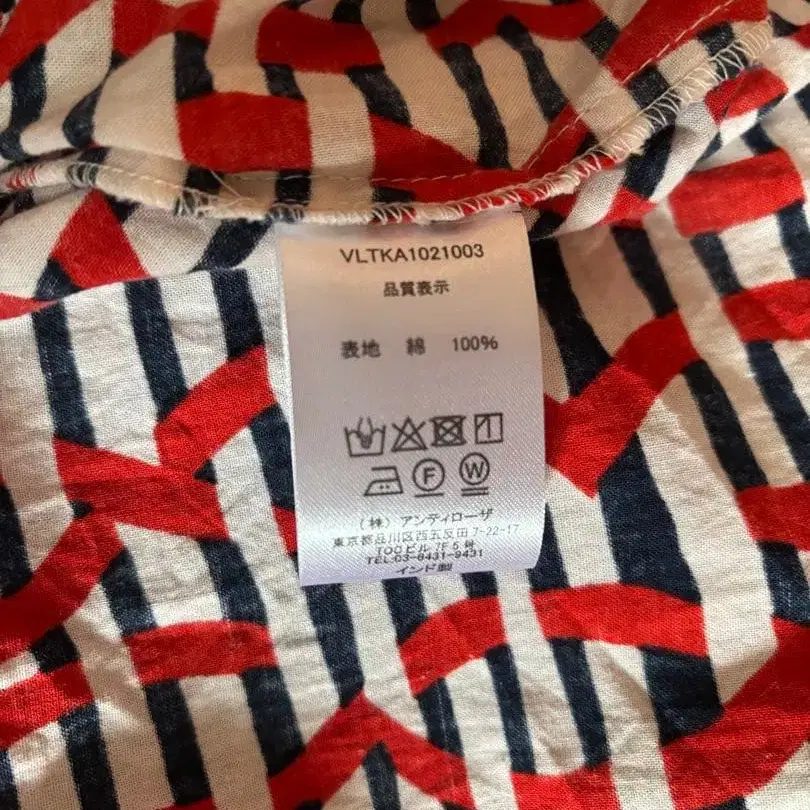 VLTKA1021003
品質表示
表地 綿 100%
F W
(株) アンティローザ
東京都品川区西五反田7-22-17
TOCビル 7F 5号
TEL.03-8431-9431
インド製